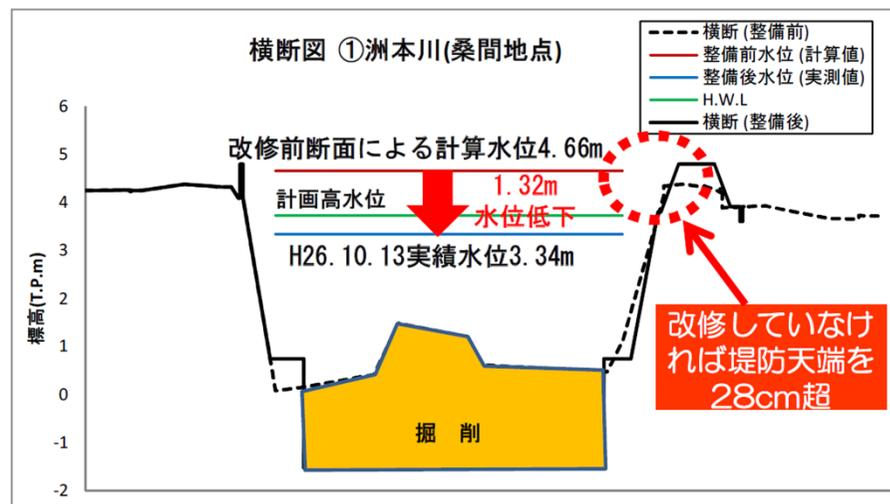 横断図 ①洲本川(桑間地点)
横断 (整備前)
整備前水位 (計算値)
整備後水位 (実測値)
H.W.L
横断 (整備後)
標高(T.P.m)
6
5
4
3
2
1
0
-1
-2
改修前断面による計算水位4.66m
計画高水位
1.32m
水位低下
H26.10.13実績水位3.34m
改修していなけ
れば堤防天端を
28cm超
掘 削